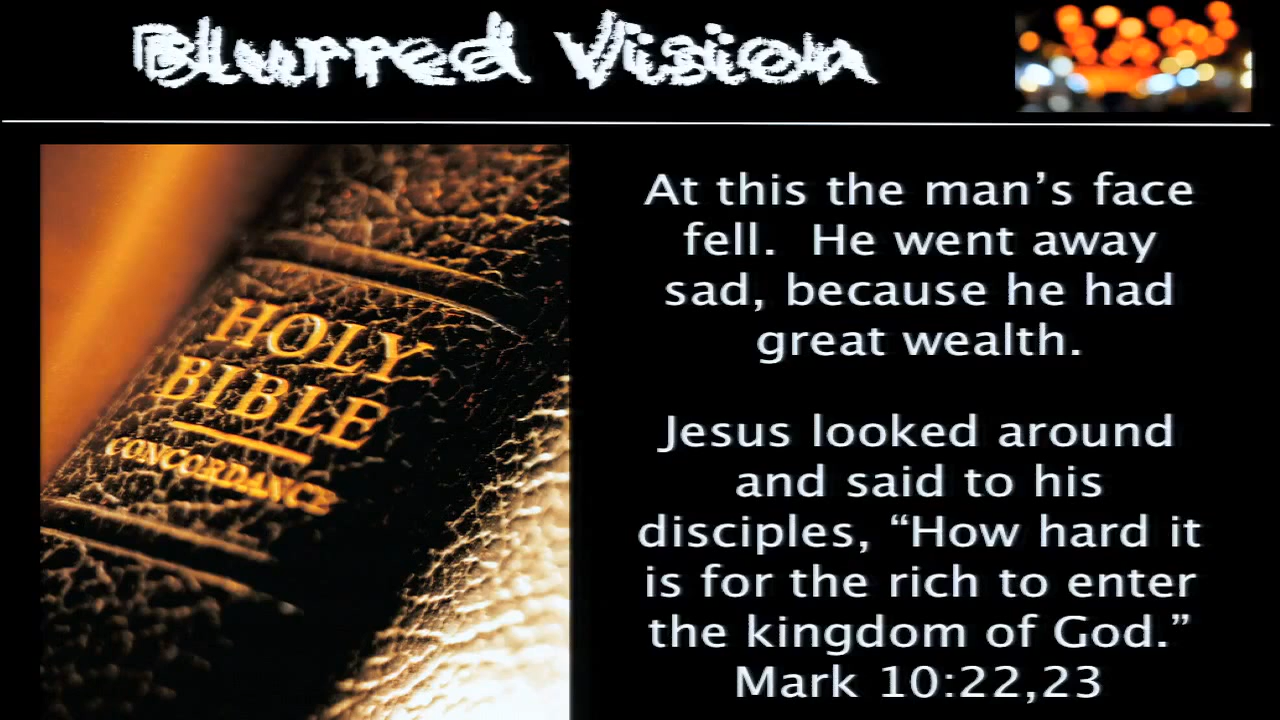 Blurred Vision
HOLY
BIBLE
CONCORDANCE
At this the man’s face
fell.  He went away
sad, because he had
great wealth.
Jesus looked around
and said to his
disciples, “How hard it
is for the rich to enter
the kingdom of God.”
Mark 10:22,23